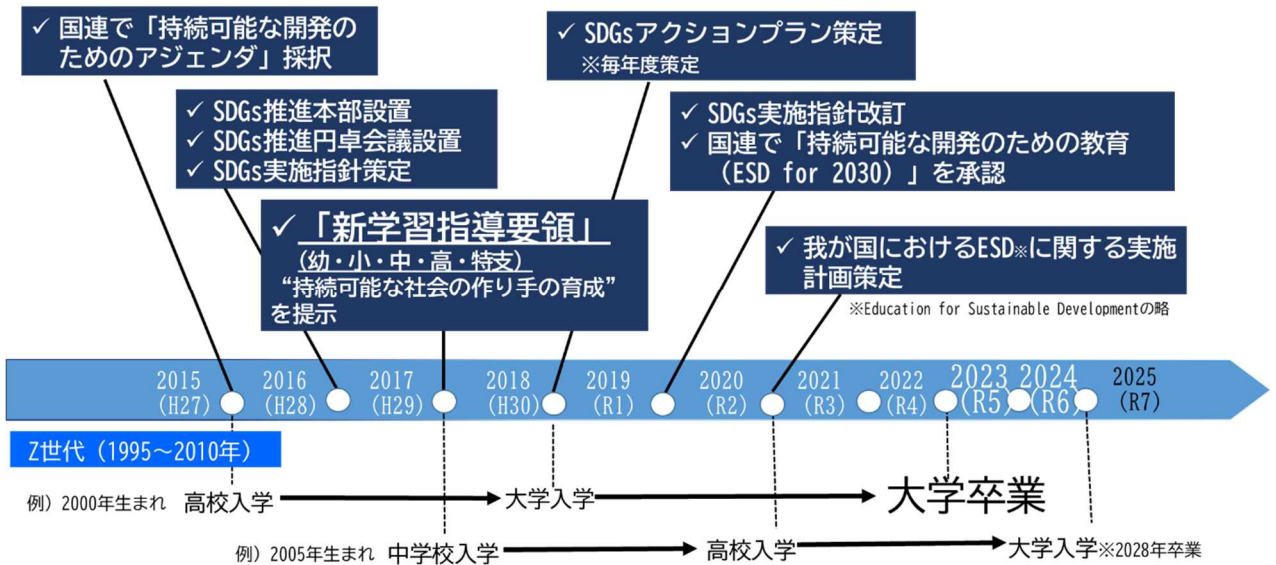 ✓ 国連で「持続可能な開発の
ためのアジェンダ」採択
✓ SDGsアクションプラン策定
※毎年度策定
✓ SDGs推進本部設置
✓ SDGs推進円卓会議設置
✓ SDGs実施指針策定
✓ SDGs実施指針改訂
✓ 国連で「持続可能な開発のための教育
（ESD for 2030）」を承認
✓ 「新学習指導要領」
（幼・小・中・高・特支）
“持続可能な社会の作り手の育成”
を提示
✓ 我が国におけるESD※に関する実施
計画策定
※Education for Sustainable Developmentの略
2015 2016 2017 2018 2019 2020 2021 2022 2023 2024 2025
(H27) (H28) (H29) (H30) (R1) (R2) (R3) (R4) (R5) (R6) (R7)
Z世代（1995～2010年）
例）2000年生まれ 高校入学 大学入学 大学卒業
例）2005年生まれ 中学校入学 高校入学 大学入学※2028年卒業